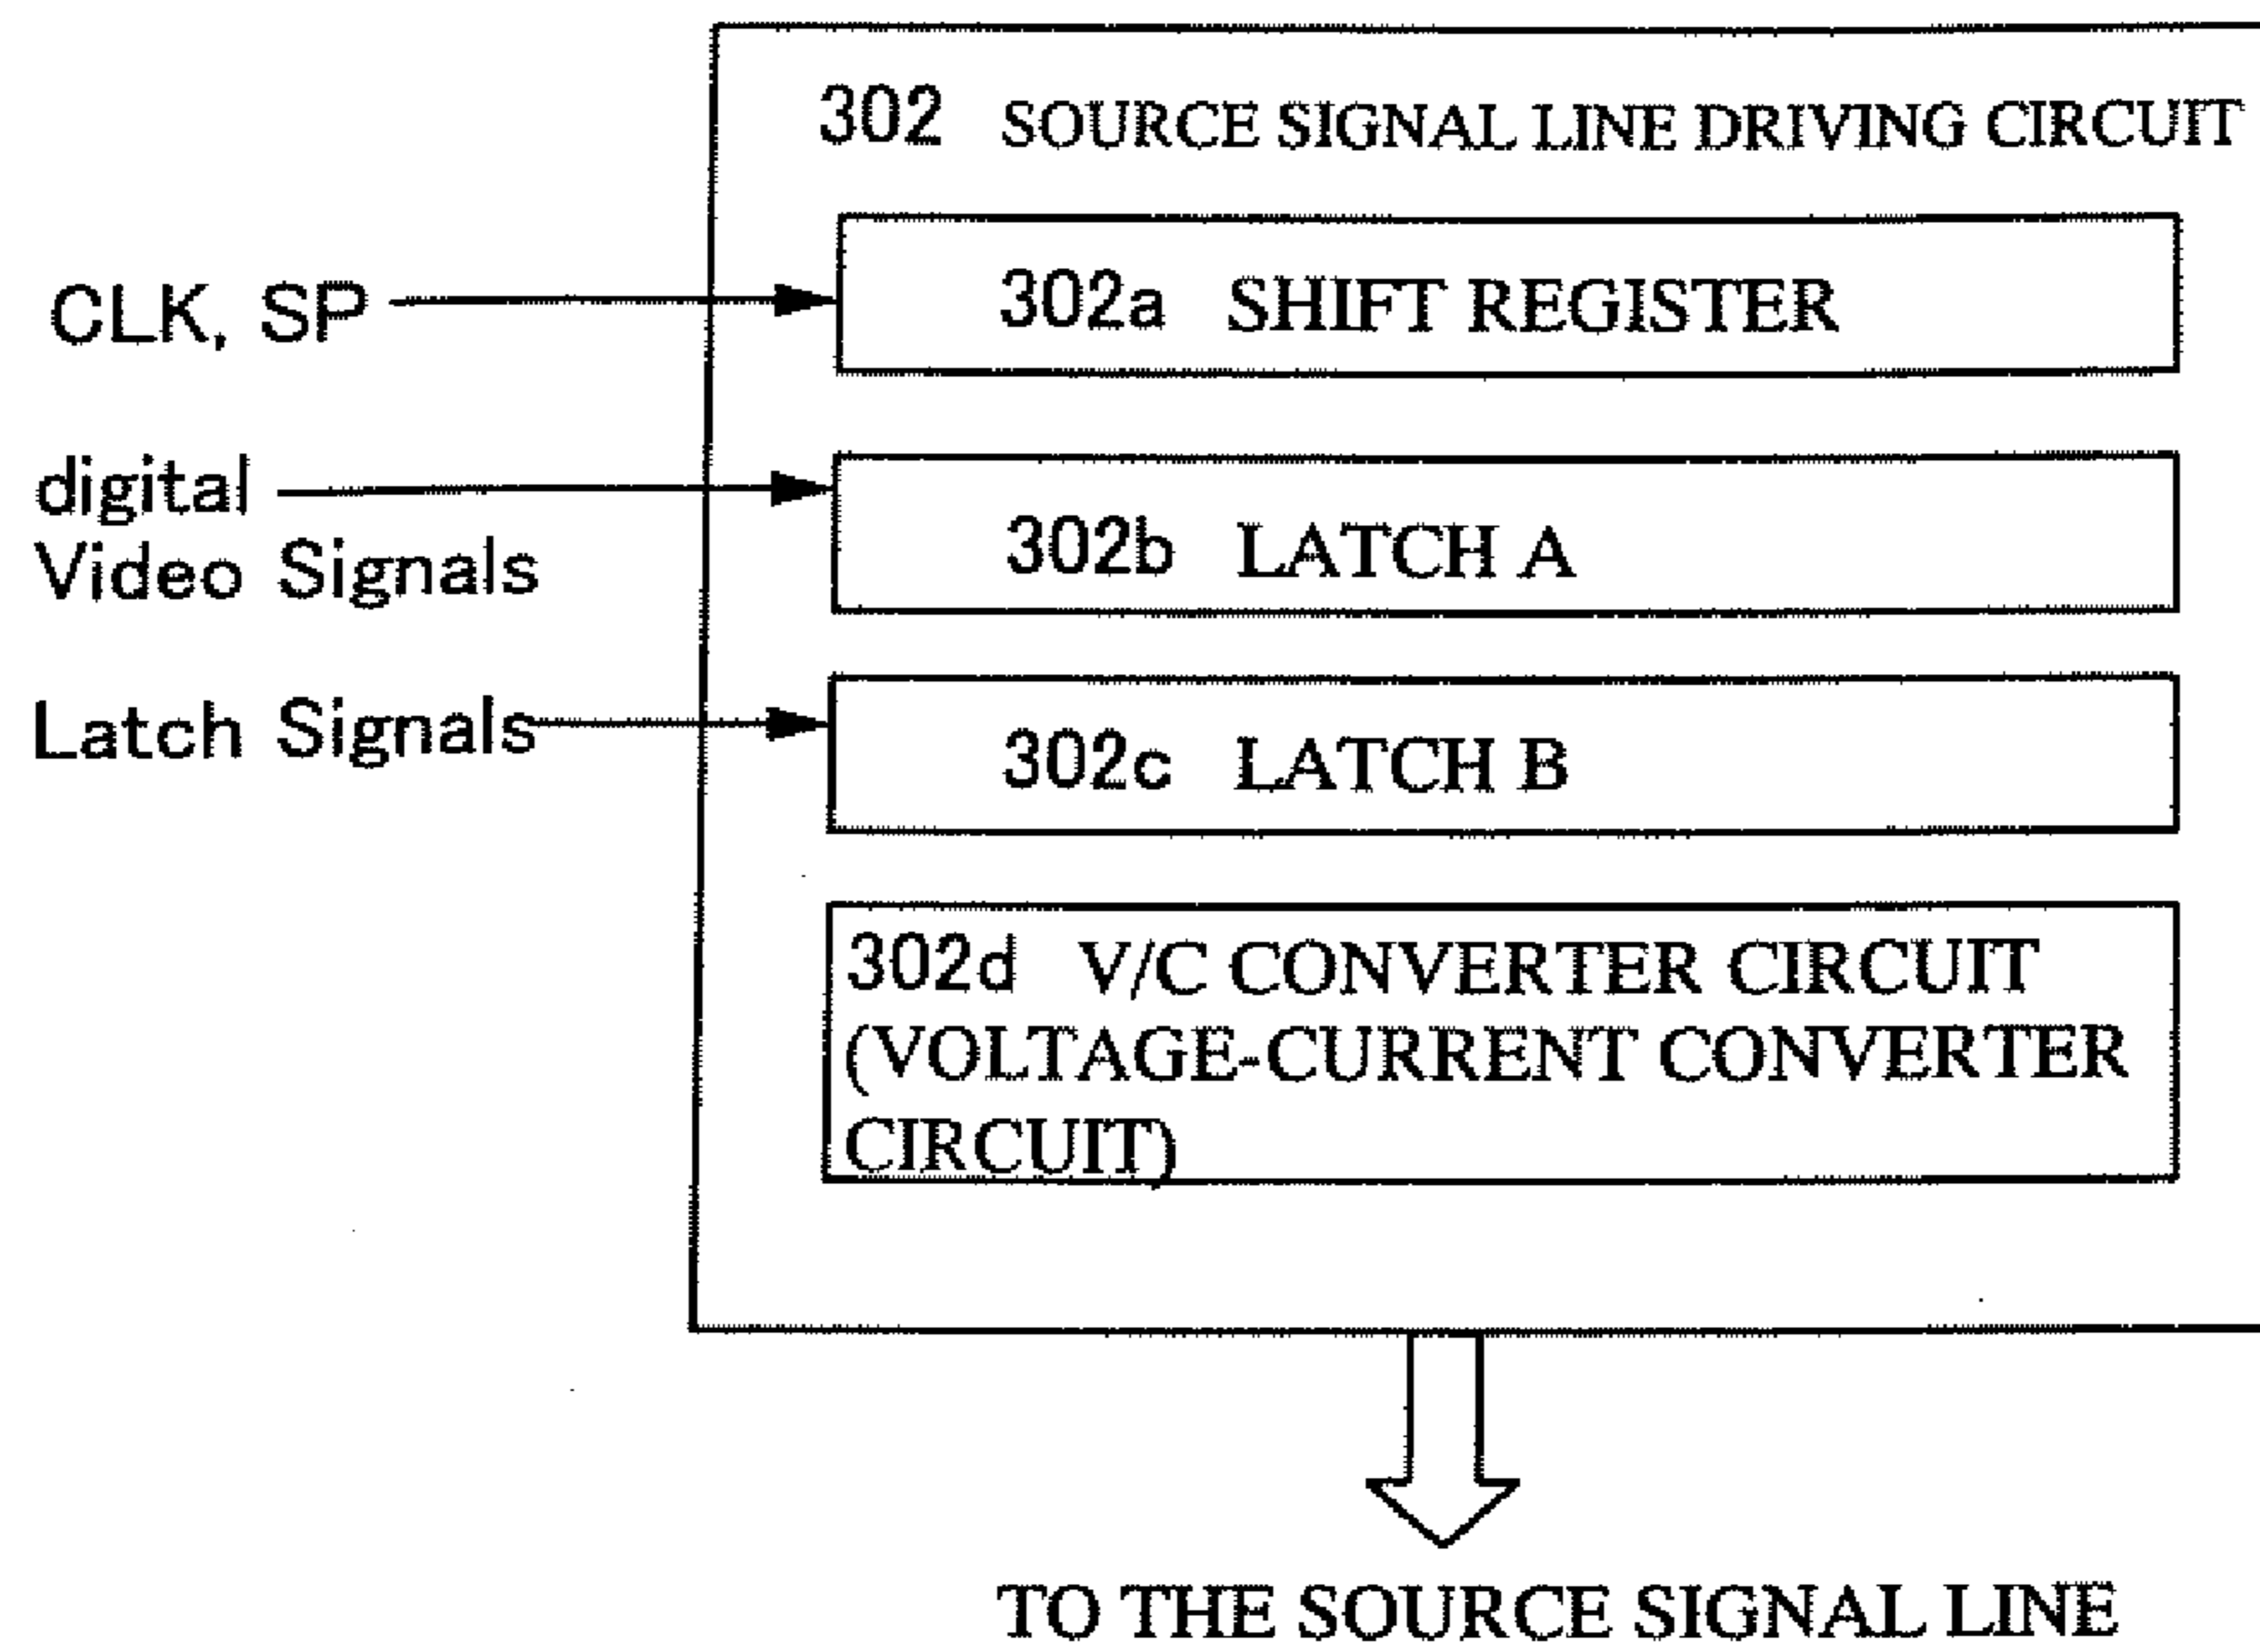 302 SOURCE SIGNAL LINE DRIVING CIRCUIT
CLK, SP
302a SHIFT REGISTER
digital
Video Signals
302b LATCH A
Latch Signals
302c LATCH B
302d V/C CONVERTER CIRCUIT
(VOLTAGE-CURRENT CONVERTER
CIRCUIT)
TO THE SOURCE SIGNAL LINE